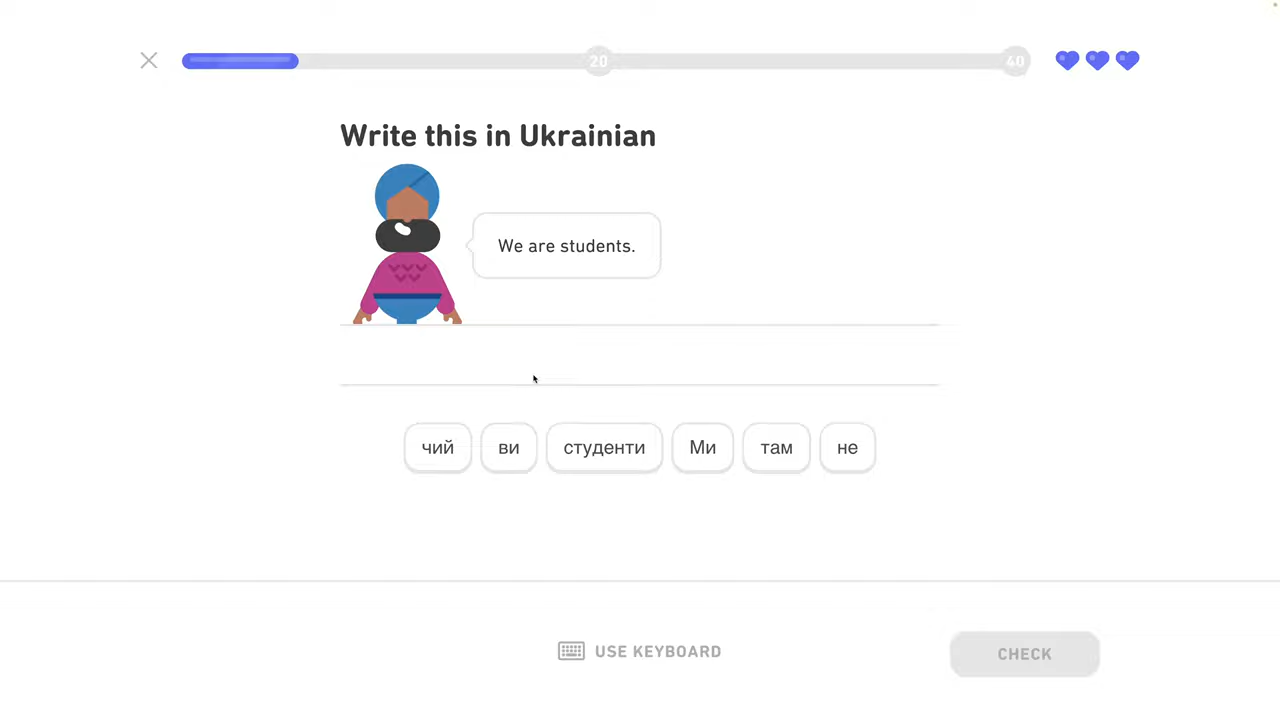 20
40
Write this in Ukrainian
We are students.
чий ви студенти Ми там не
USE KEYBOARD
CHECK